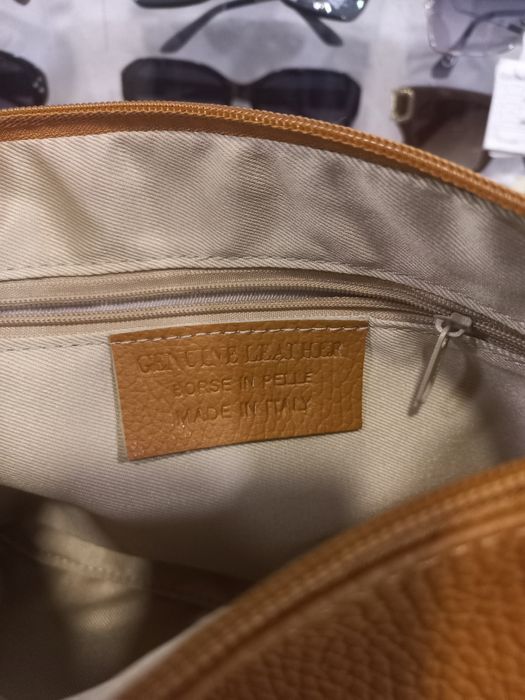 GENUINE LEATHER
BORSE IN PELLE
MADE IN ITALY